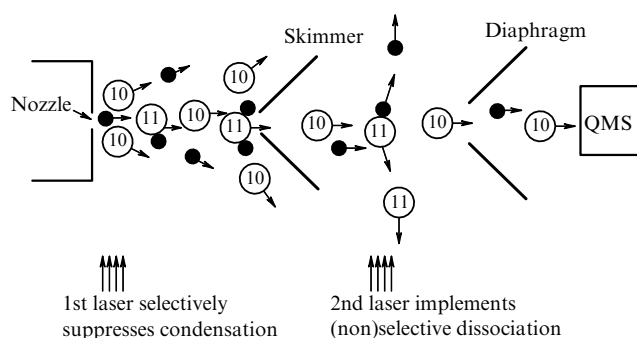 Skimmer
Diaphragm
Nozzle
10
10
11
10
10
11
10
10
11
11
10
10
QMS
1st laser selectively
suppresses condensation
2nd laser implements
(non)selective dissociation